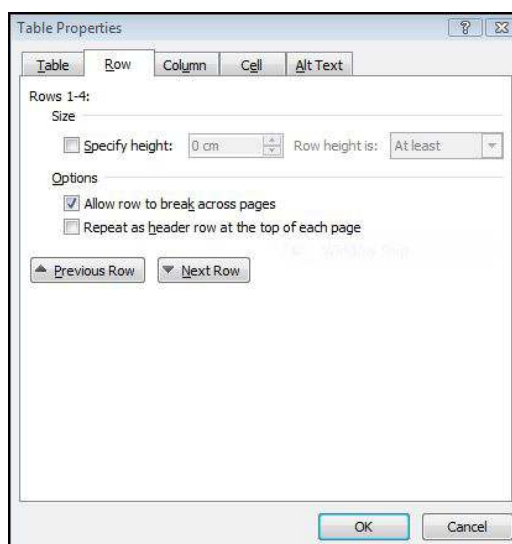 Table Properties
Table Row Column Cell Alt Text
Rows 1-4:
Size
Specify height: 0 cm Row height is: At least
Options
Allow row to break across pages
Repeat as header row at the top of each page
Previous Row Next Row
OK Cancel